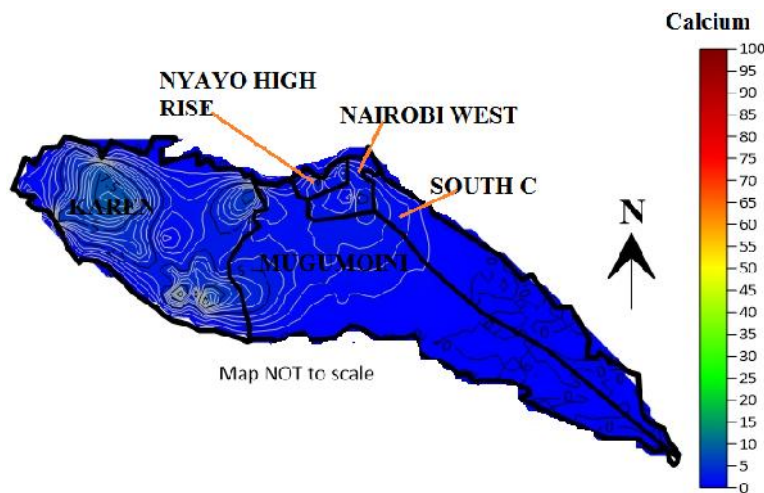 Calcium
NYAYO HIGH
RISE
NAIROBI WEST
SOUTH C
KAREN
MUGUMOINI
N
Map NOT to scale
100
95
90
85
80
75
70
65
60
55
50
45
40
35
30
25
20
15
10
5
0